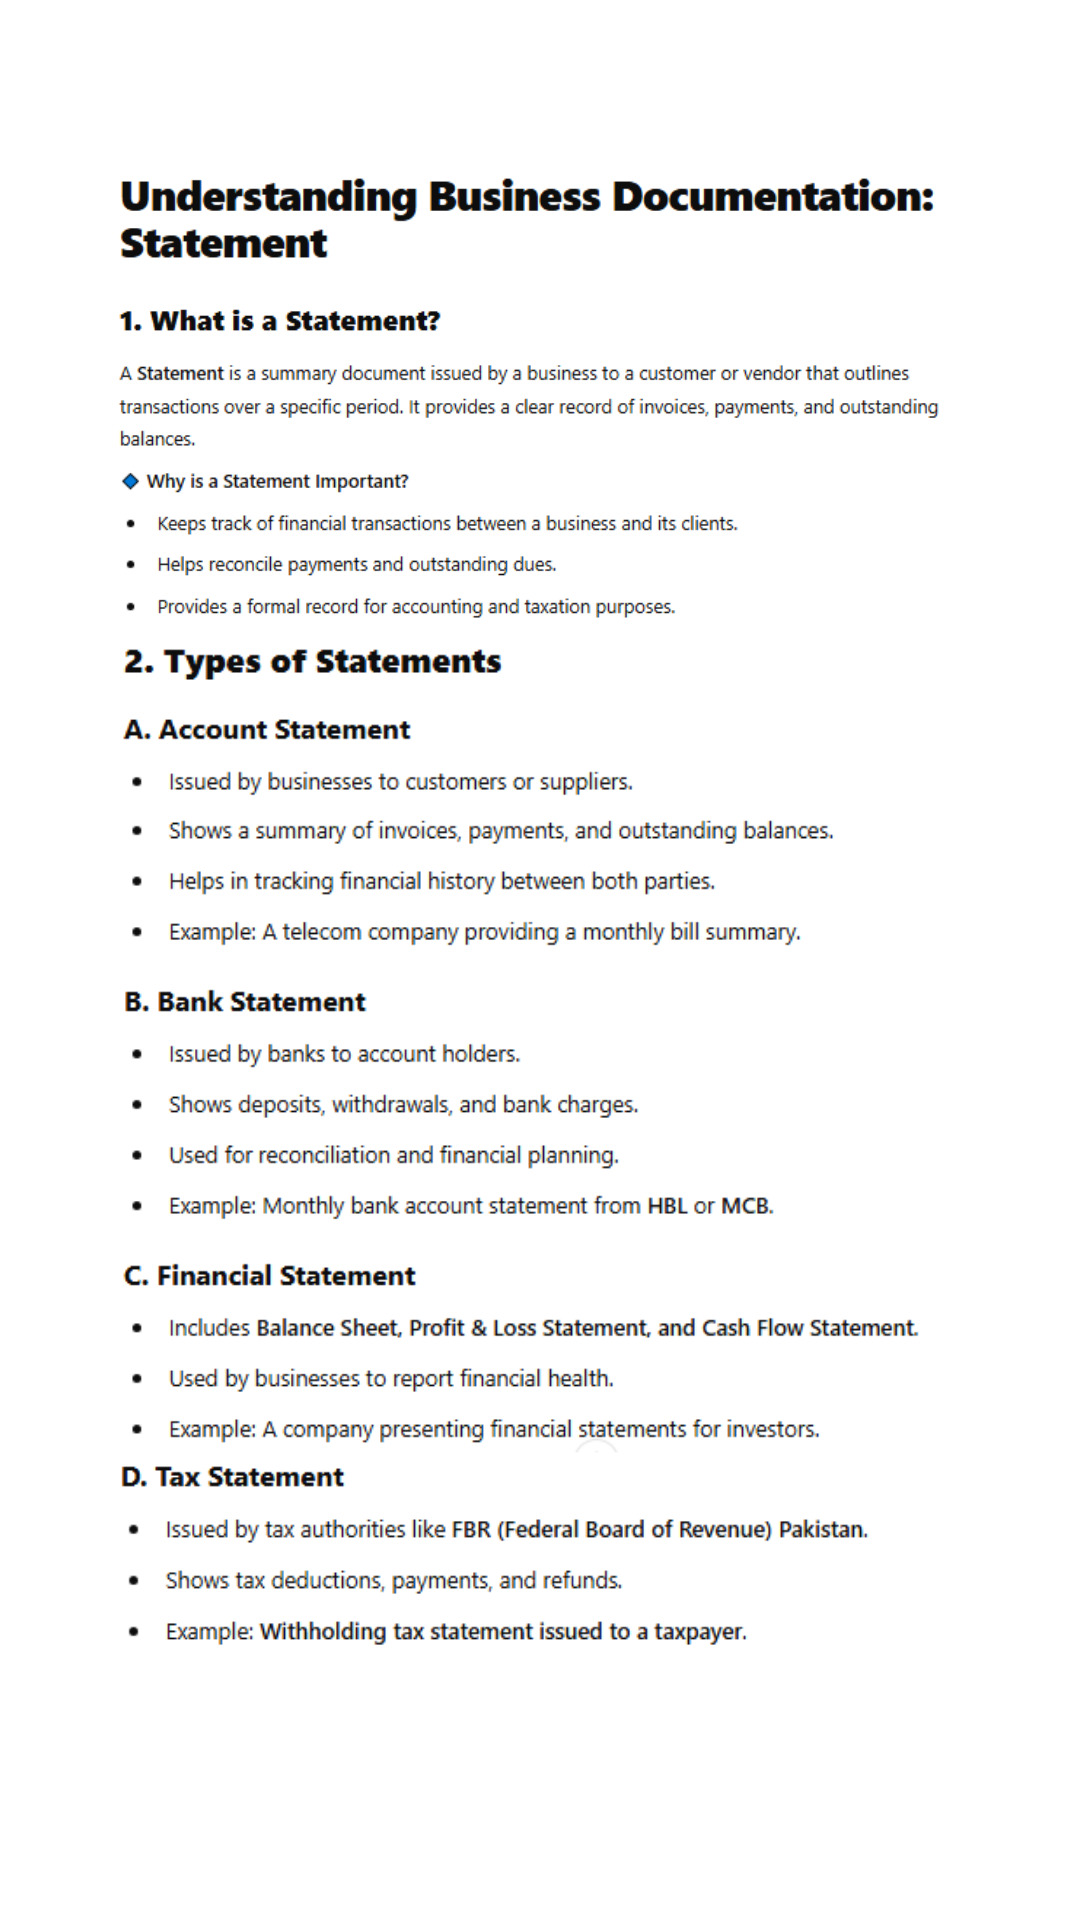 Understanding Business Documentation:
Statement
1. What is a Statement?
A Statement is a summary document issued by a business to a customer or vendor that outlines
transactions over a specific period. It provides a clear record of invoices, payments, and outstanding
balances.
🔷 Why is a Statement Important?
• Keeps track of financial transactions between a business and its clients.
• Helps reconcile payments and outstanding dues.
• Provides a formal record for accounting and taxation purposes.
2. Types of Statements
A. Account Statement
• Issued by businesses to customers or suppliers.
• Shows a summary of invoices, payments, and outstanding balances.
• Helps in tracking financial history between both parties.
• Example: A telecom company providing a monthly bill summary.
B. Bank Statement
• Issued by banks to account holders.
• Shows deposits, withdrawals, and bank charges.
• Used for reconciliation and financial planning.
• Example: Monthly bank account statement from HBL or MCB.
C. Financial Statement
• Includes Balance Sheet, Profit & Loss Statement, and Cash Flow Statement.
• Used by businesses to report financial health.
• Example: A company presenting financial statements for investors.
D. Tax Statement
• Issued by tax authorities like FBR (Federal Board of Revenue) Pakistan.
• Shows tax deductions, payments, and refunds.
• Example: Withholding tax statement issued to a taxpayer.